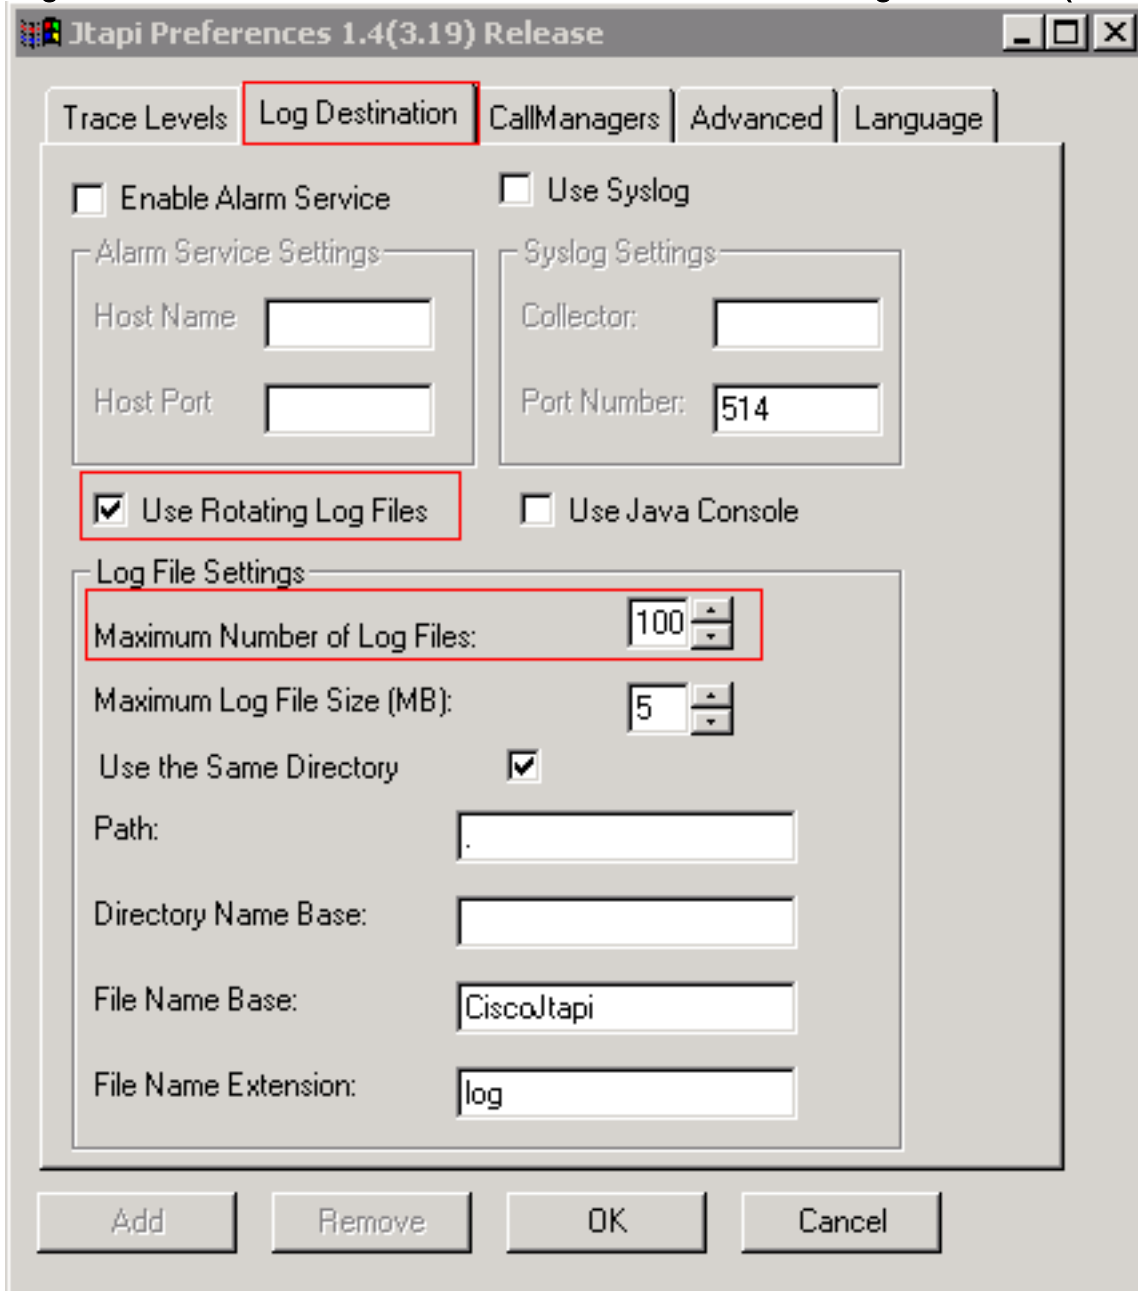 Jtapi Preferences 1.4(3.19) Release
Trace Levels Log Destination CallManagers Advanced Language
Enable Alarm Service Use Syslog
Alarm Service Settings Syslog Settings
Host Name Collector:
Host Port Port Number: 514
Use Rotating Log Files Use Java Console
Log File Settings
Maximum Number of Log Files: 100
Maximum Log File Size (MB): 5
Use the Same Directory
Path: .
Directory Name Base:
File Name Base: CiscoJtapi
File Name Extension: log
Add Remove OK Cancel